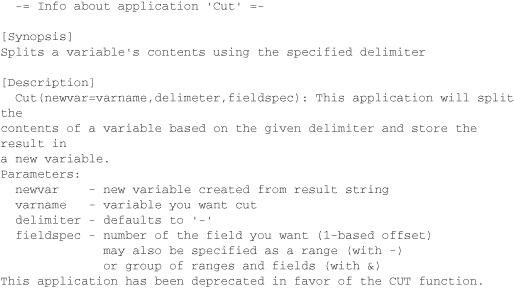 -= Info about application 'Cut' =-
[Synopsis]
Splits a variable's contents using the specified delimiter
[Description]
Cut(newvar=varname,delimeter,fieldspec): This application will split
the
contents of a variable based on the given delimiter and store the
result in
a new variable.
Parameters:
newvar    - new variable created from result string
varname   - variable you want cut
delimiter - defaults to '-'
fieldspec - number of the field you want (1-based offset)
may also be specified as a range (with -)
or group of ranges and fields (with &)
This application has been deprecated in favor of the CUT function.